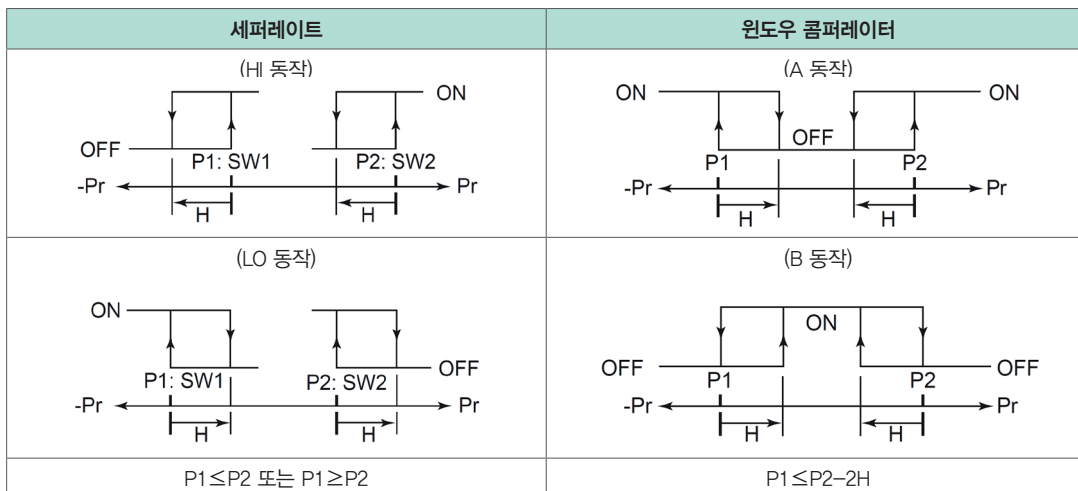 세퍼레이트
윈도우 콤퍼레이터
(HI 동작)
ON
OFF
P1: SW1
P2: SW2
-Pr
Pr
H
H
(A 동작)
ON
ON
OFF
P1
P2
-Pr
Pr
H
H
(LO 동작)
ON
P1: SW1
P2: SW2
OFF
-Pr
Pr
H
H
(B 동작)
ON
OFF
OFF
P1
P2
-Pr
Pr
H
H
P1≤P2 또는 P1≥P2
P1≤P2-2H